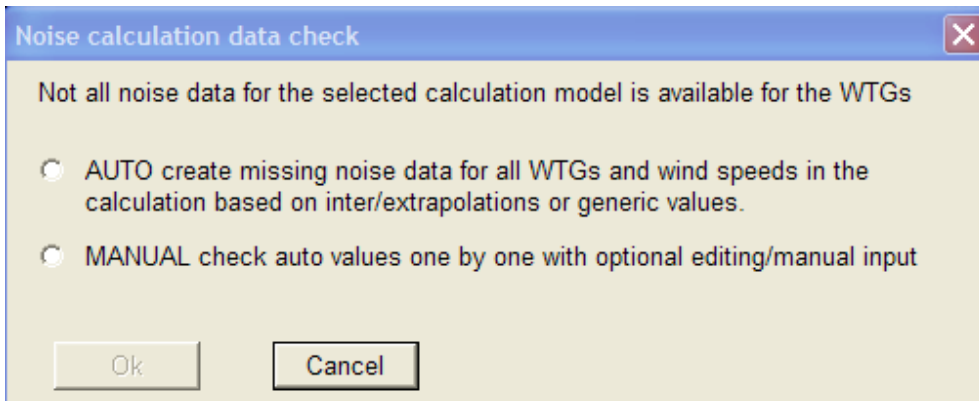 Noise calculation data check
Not all noise data for the selected calculation model is available for the WTGs
AUTO create missing noise data for all WTGs and wind speeds in the
calculation based on inter/extrapolations or generic values.
MANUAL check auto values one by one with optional editing/manual input
Ok
Cancel